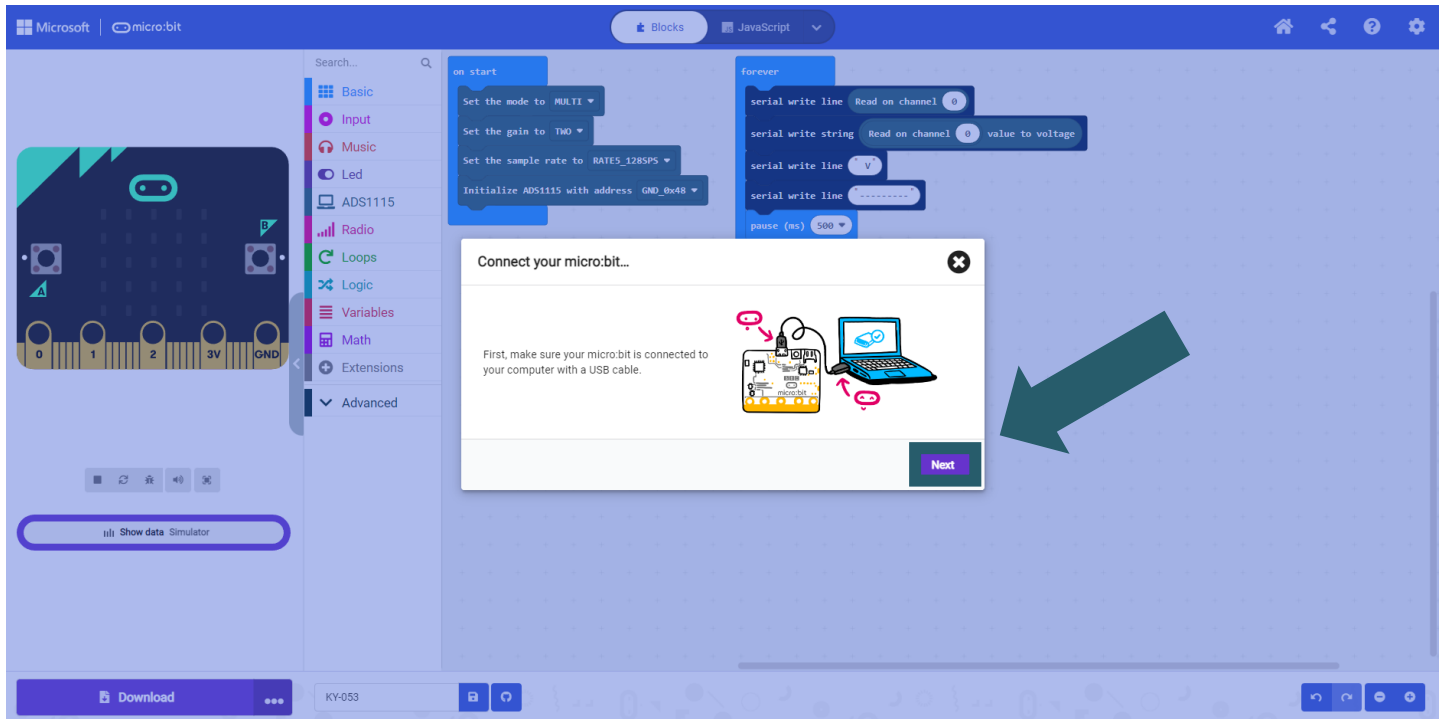 Microsoft
micro:bit
Blocks
JavaScript
Search...
Basic
Input
Music
Led
ADS1115
Radio
Loops
Logic
Variables
Math
Extensions
Advanced
on start
Set the mode to MULTI
Set the gain to TWO
Set the sample rate to RATE5_128SPS
Initialize ADS1115 with address GND_0x48
forever
serial write line Read on channel 0
serial write string Read on channel 0 value to voltage
serial write line " V"
serial write line "---------"
pause (ms) 500
B
A
0 1 2 3V GND
Connect your micro:bit...
First, make sure your micro:bit is connected to
your computer with a USB cable.
micro:bit
Next
Show data Simulator
Download
KY-053